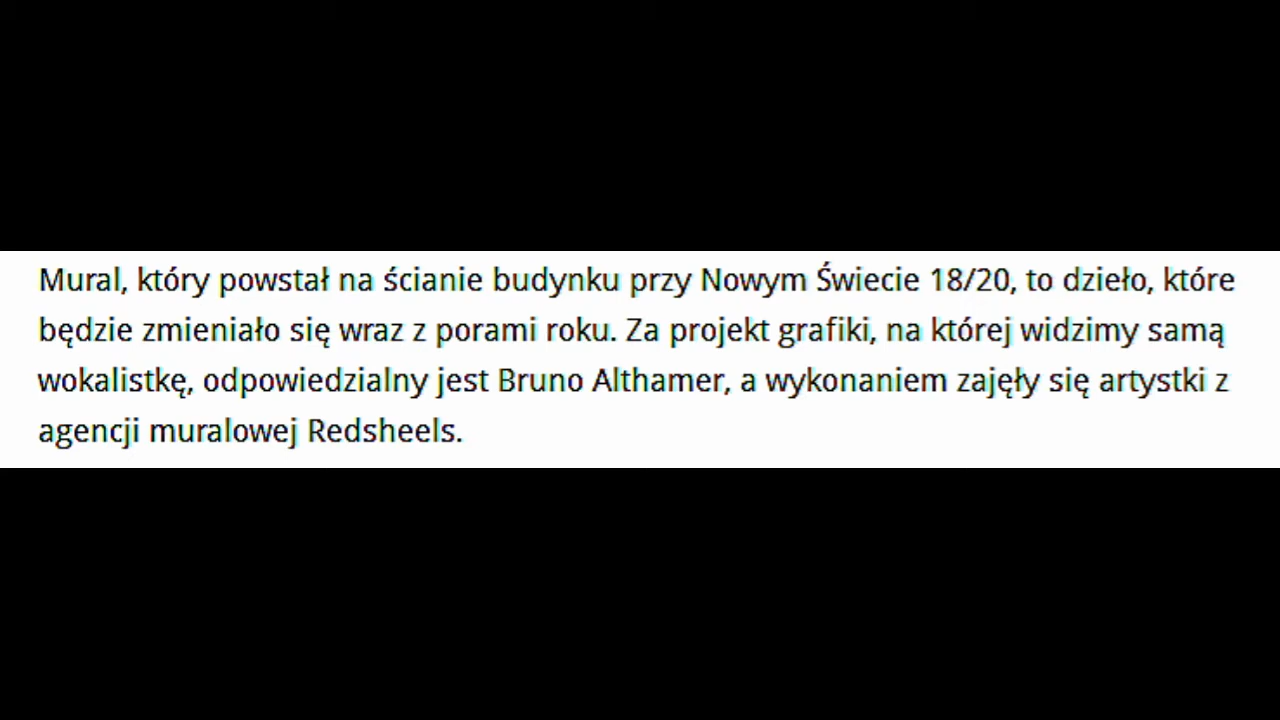 Mural, który powstał na ścianie budynku przy Nowym Świecie 18/20, to dzieło, które
będzie zmieniało się wraz z porami roku. Za projekt grafiki, na której widzimy samą
wokalistkę, odpowiedzialny jest Bruno Althamer, a wykonaniem zajęły się artystki z
agencji muralowej Redsheels.